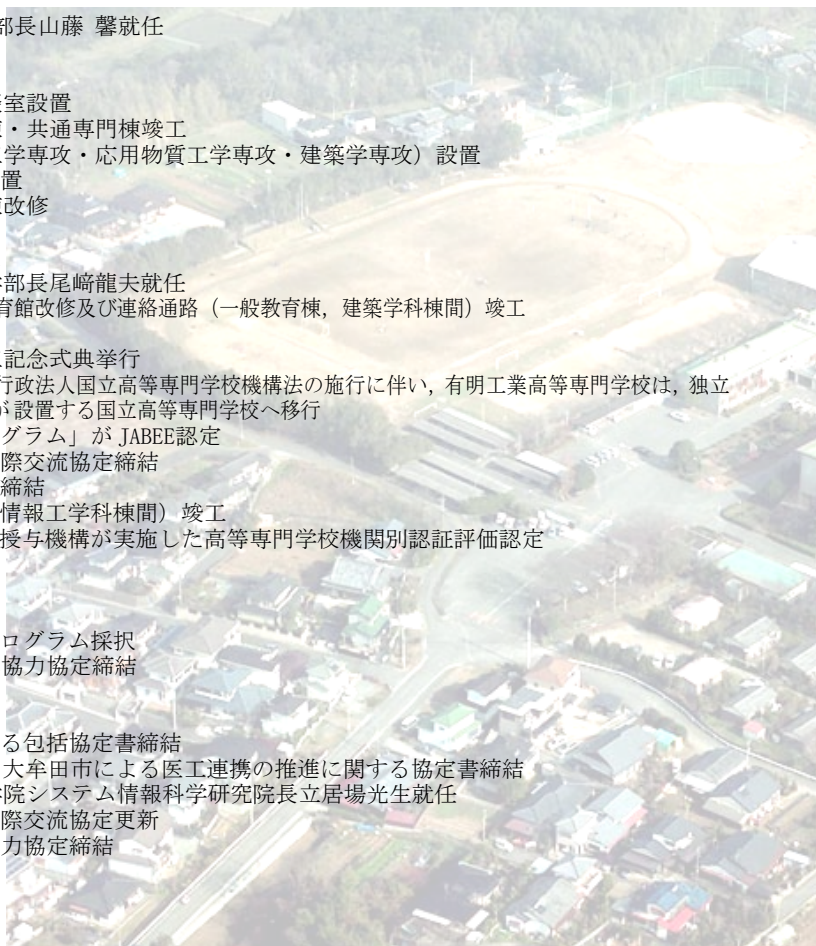 部長山藤 馨就任
室設置
・共通専門棟竣工
学専攻・応用物質工学専攻・建築学専攻）設置
置
改修
部長尾﨑龍夫就任
育館改修及び連絡通路（一般教育棟，建築学科棟間）竣工
記念式典挙行
行政法人国立高等専門学校機構法の施行に伴い，有明工業高等専門学校は，独立
が設置する国立高等専門学校へ移行
グラム」が JABEE認定
際交流協定締結
締結
情報工学科棟間）竣工
授与機構が実施した高等専門学校機関別認証評価認定
ログラム採択
協力協定締結
る包括協定書締結
大牟田市による医工連携の推進に関する協定書締結
院システム情報科学研究院長立居場光生就任
際交流協定更新
力協定締結